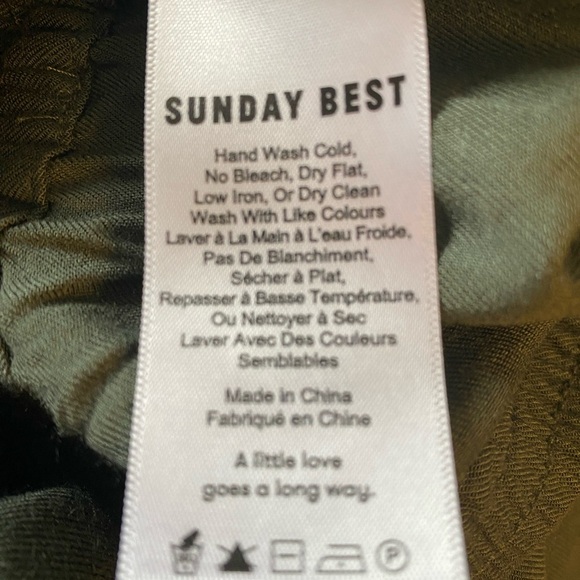 SUNDAY BEST
Hand Wash Cold,
No Bleach, Dry Flat,
Low Iron, Or Dry Clean
Wash With Like Colours
Laver à La Main à L'eau Froide,
Pas De Blanchiment,
Sécher à Plat,
Repasser à Basse Température,
Ou Nettoyer à Sec
Laver Avec Des Couleurs
Semblables
Made in China
Fabriqué en Chine
A little love
goes a long way.
P